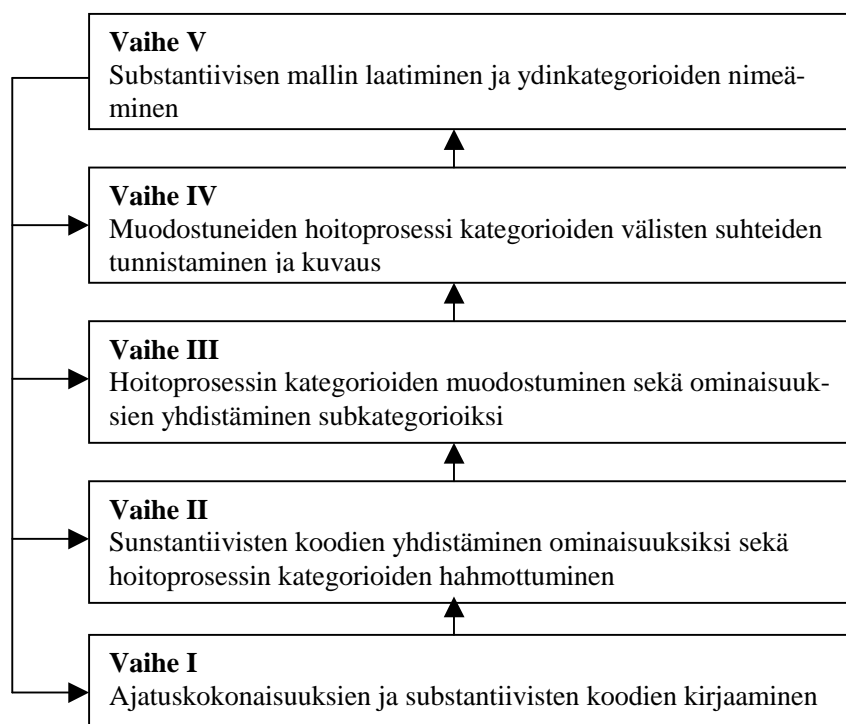 Vaihe V
Substantiivisen mallin laatiminen ja ydinkategorioiden nimeä-
minen
Vaihe IV
Muodostuneiden hoitoprosessi kategorioiden välisten suhteiden
tunnistaminen ja kuvaus
Vaihe III
Hoitoprosessin kategorioiden muodostuminen sekä ominaisuuk-
sien yhdistäminen subkategorioiksi
Vaihe II
Sunstantiivisten koodien yhdistäminen ominaisuuksiksi sekä
hoitoprosessin kategorioiden hahmottuminen
Vaihe I
Ajatuskokonaisuuksien ja substantiivisten koodien kirjaaminen